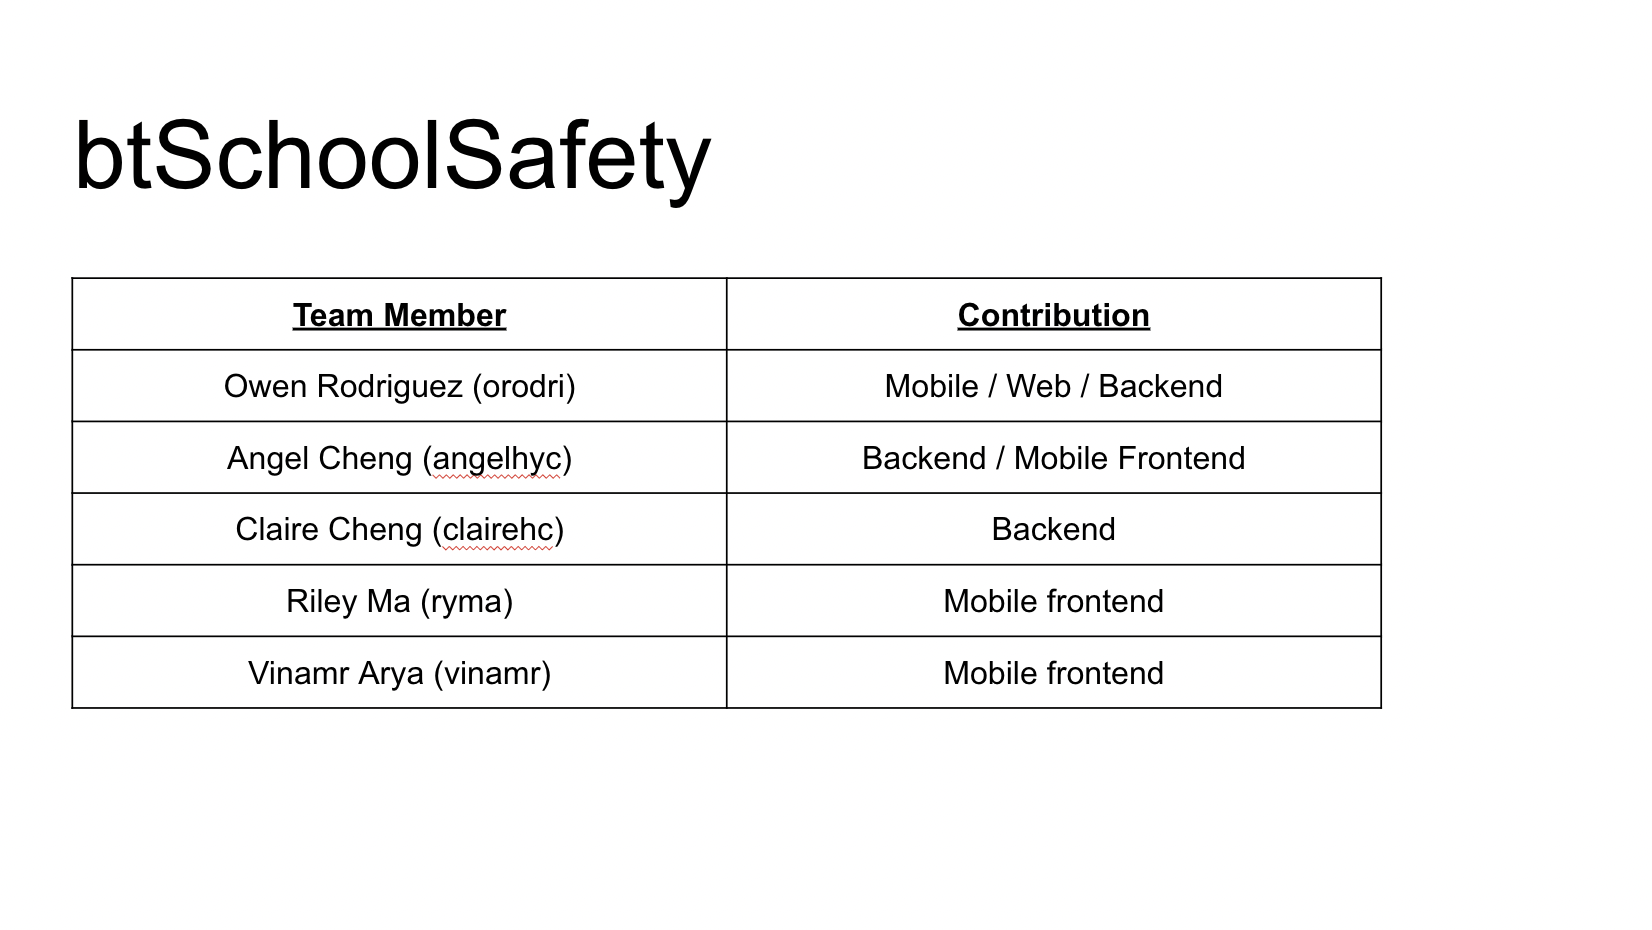 btSchoolSafety
Team Member Contribution
Owen Rodriguez (orodri) Mobile / Web / Backend
Angel Cheng (angelhyc) Backend / Mobile Frontend
Claire Cheng (clairehc) Backend
Riley Ma (ryma) Mobile frontend
Vinamr Arya (vinamr) Mobile frontend